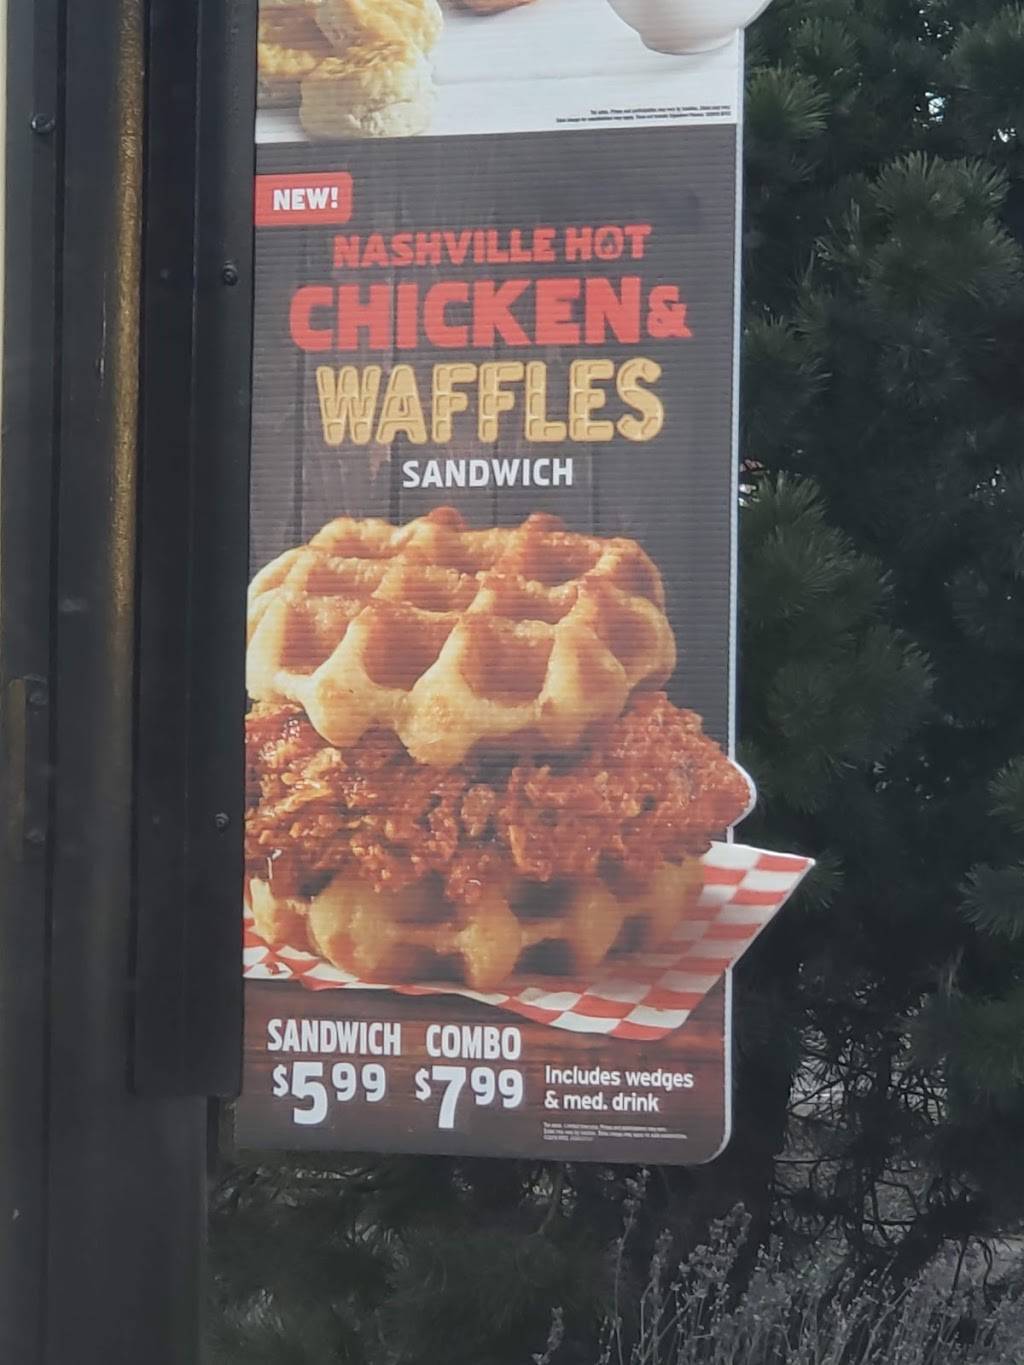 NEW!
NASHVILLE HOT
CHICKEN &
WAFFLES
SANDWICH
SANDWICH COMBO
$5.99 $7.99
Includes wedges
& med. drink